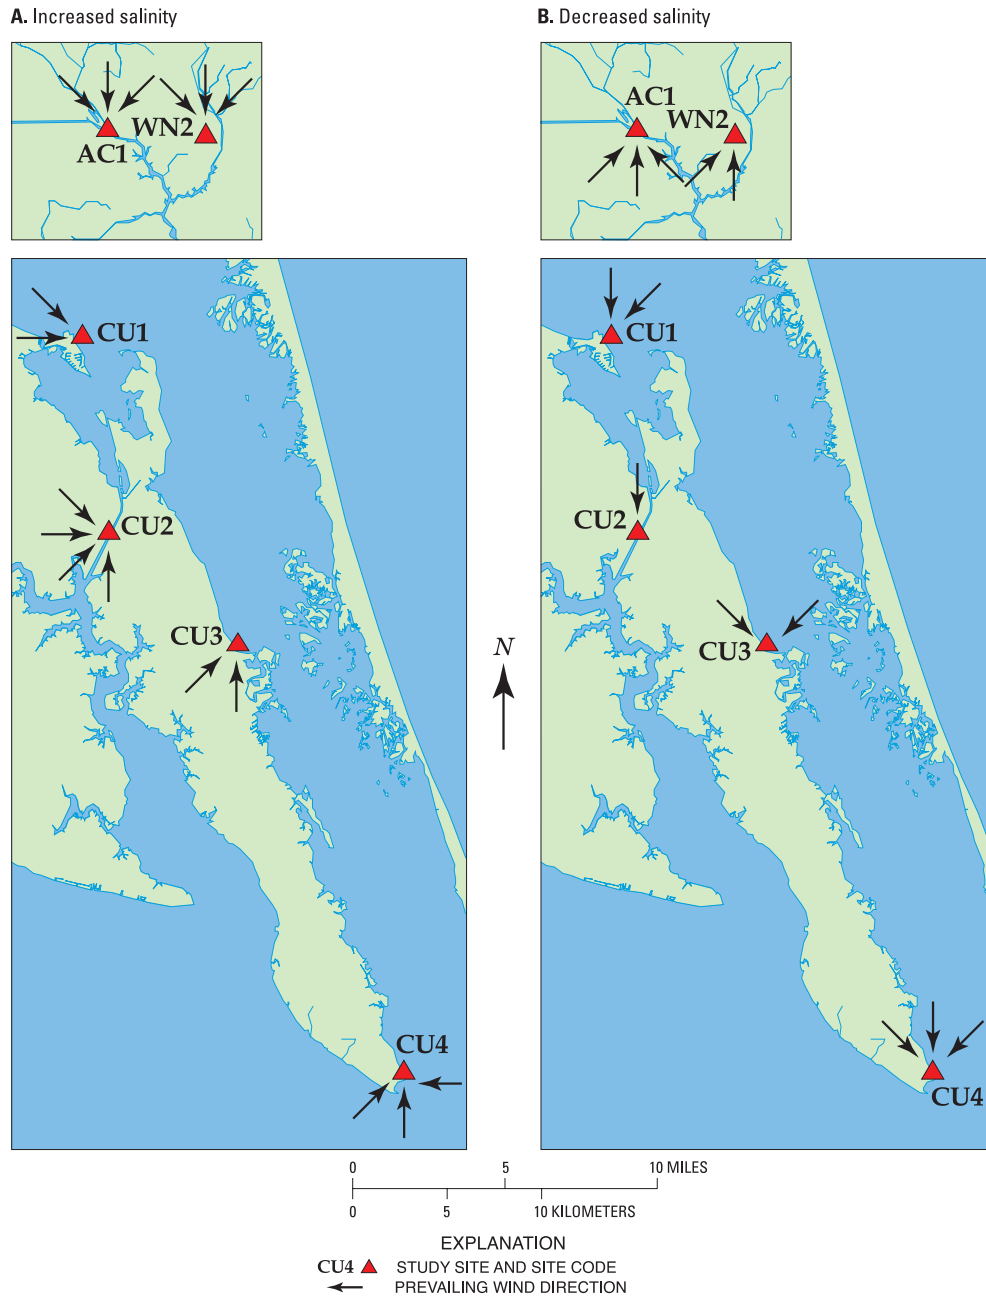 A. Increased salinity
WN2
AC1
CU1
CU2
CU3
CU4
B. Decreased salinity
AC1
WN2
CU1
CU2
CU3
CU4
N
0 5 10 MILES
0 5 10 KILOMETERS
EXPLANATION
CU4 STUDY SITE AND SITE CODE
PREVAILING WIND DIRECTION